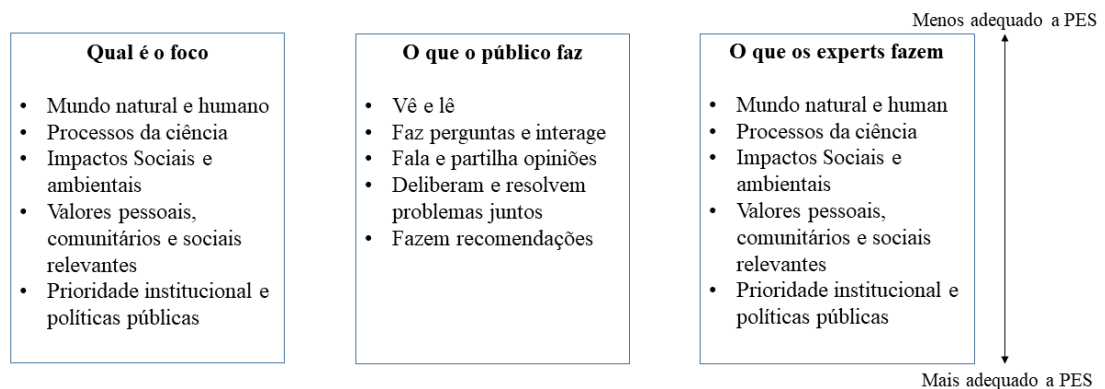 Menos adequado a PES
Qual é o foco
• Mundo natural e humano
• Processos da ciência
• Impactos Sociais e
ambientais
• Valores pessoais,
comunitários e sociais
relevantes
• Prioridade institucional e
políticas públicas
O que o público faz
• Vê e lê
• Faz perguntas e interage
• Fala e partilha opiniões
• Deliberam e resolvem
problemas juntos
• Fazem recomendações
O que os experts fazem
• Mundo natural e human
• Processos da ciência
• Impactos Sociais e
ambientais
• Valores pessoais,
comunitários e sociais
relevantes
• Prioridade institucional e
políticas públicas
Mais adequado a PES